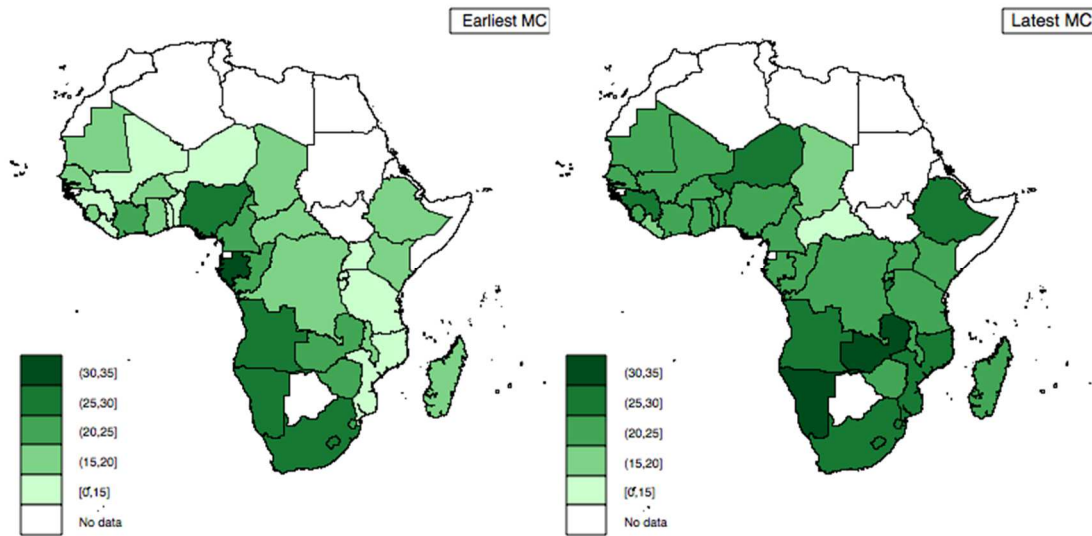 Earliest MC
(30,35]
(25,30]
(20,25]
(15,20]
[0,15]
No data
Latest MC
(30,35]
(25,30]
(20,25]
(15,20]
[0,15]
No data